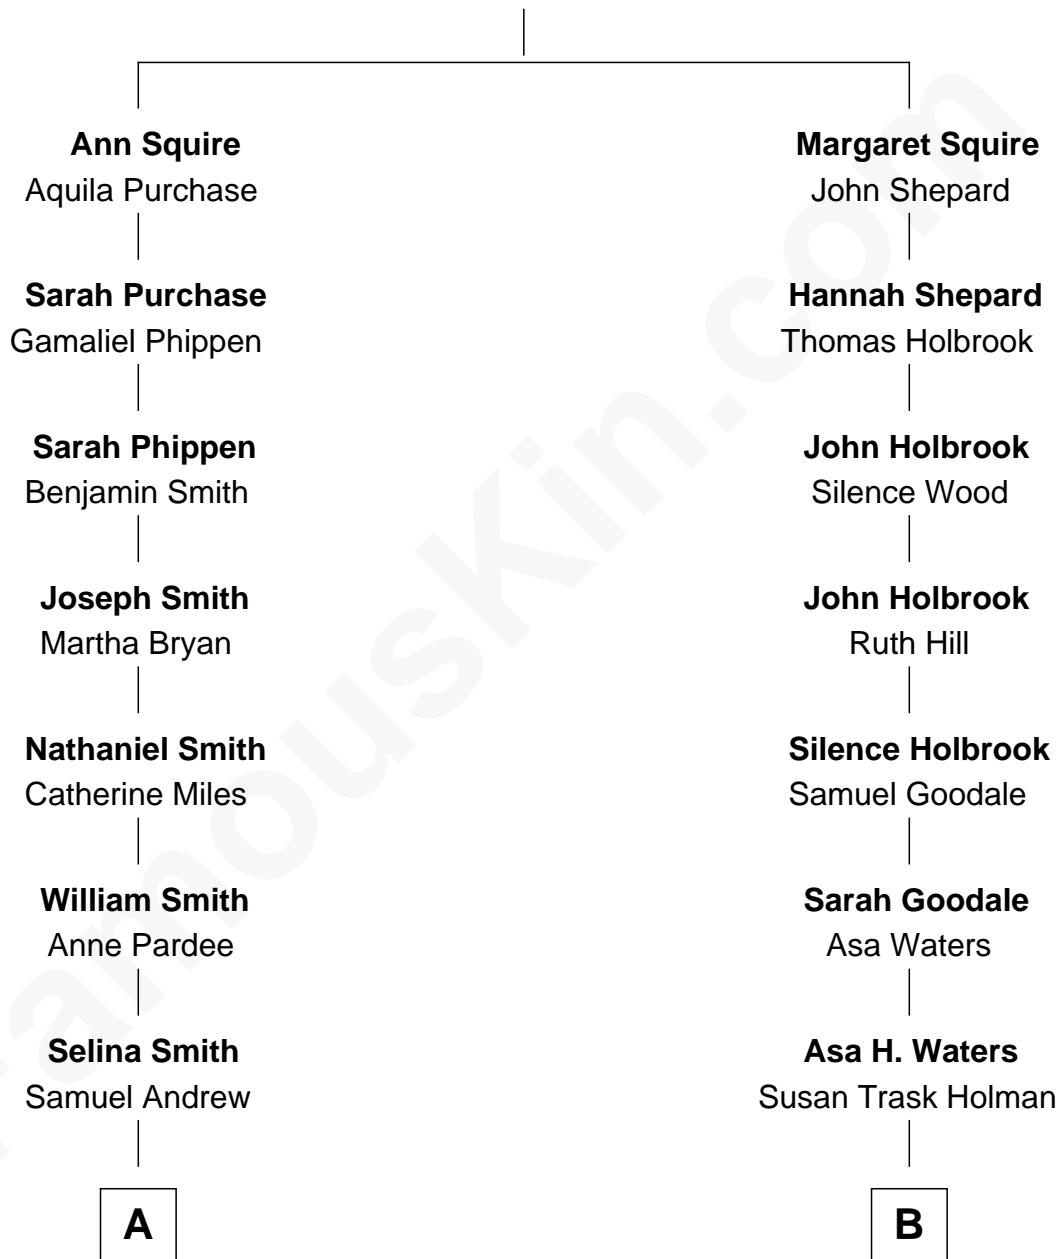 Ann Squire
Aquila Purchase
Sarah Purchase
Gamaliel Phippen
Sarah Phippen
Benjamin Smith
Joseph Smith
Martha Bryan
Nathaniel Smith
Catherine Miles
William Smith
Anne Pardee
Selina Smith
Samuel Andrew
A
Margaret Squire
John Shepard
Hannah Shepard
Thomas Holbrook
John Holbrook
Silence Wood
John Holbrook
Ruth Hill
Silence Holbrook
Samuel Goodale
Sarah Goodale
Asa Waters
Asa H. Waters
Susan Trask Holman
B
FamousKin.com